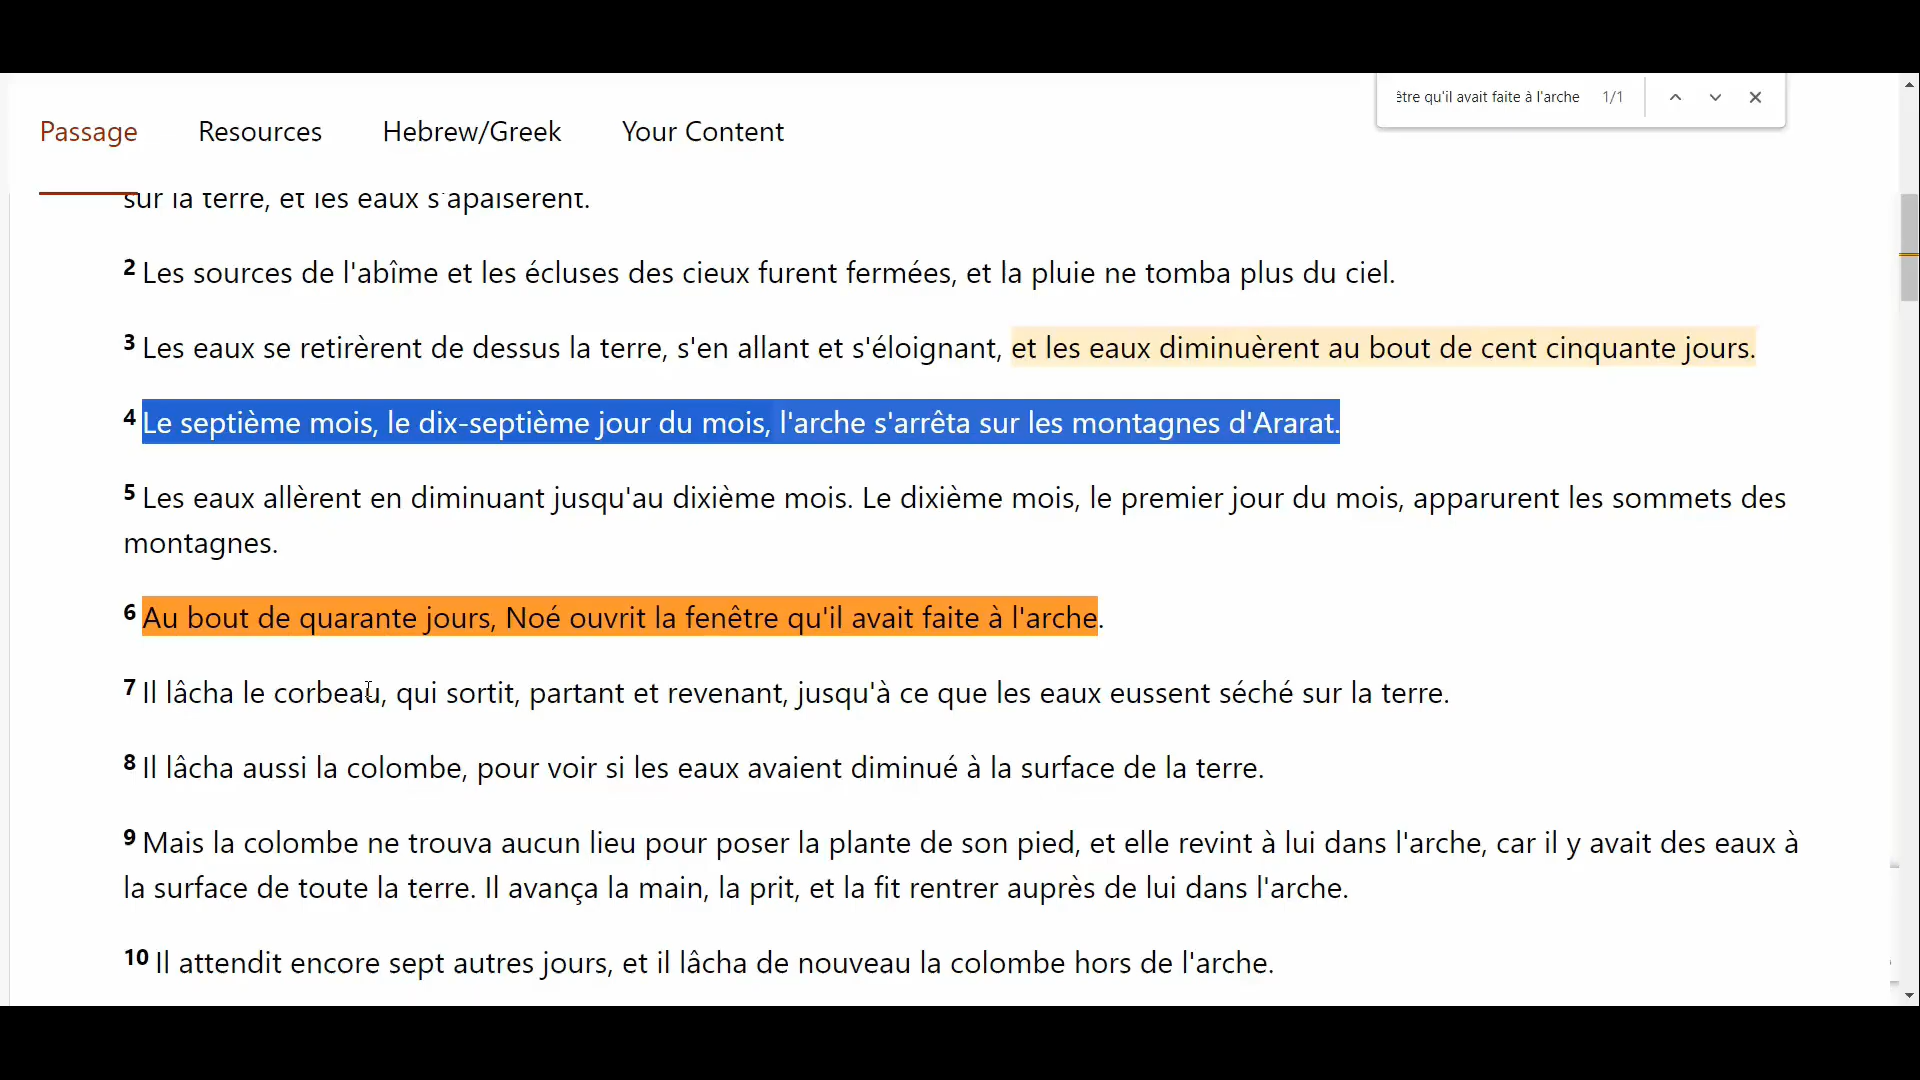 être qu'il avait faite à l'arche 1/1
Passage Resources Hebrew/Greek Your Content
sur la terre, et les eaux s'apaisèrent.
2 Les sources de l'abîme et les écluses des cieux furent fermées, et la pluie ne tomba plus du ciel.
3 Les eaux se retirèrent de dessus la terre, s'en allant et s'éloignant, et les eaux diminuèrent au bout de cent cinquante jours.
4 Le septième mois, le dix-septième jour du mois, l'arche s'arrêta sur les montagnes d'Ararat.
5 Les eaux allèrent en diminuant jusqu'au dixième mois. Le dixième mois, le premier jour du mois, apparurent les sommets des
montagnes.
6 Au bout de quarante jours, Noé ouvrit la fenêtre qu'il avait faite à l'arche.
7 Il lâcha le corbeau, qui sortit, partant et revenant, jusqu'à ce que les eaux eussent séché sur la terre.
8 Il lâcha aussi la colombe, pour voir si les eaux avaient diminué à la surface de la terre.
9 Mais la colombe ne trouva aucun lieu pour poser la plante de son pied, et elle revint à lui dans l'arche, car il y avait des eaux à
la surface de toute la terre. Il avança la main, la prit, et la fit rentrer auprès de lui dans l'arche.
10 Il attendit encore sept autres jours, et il lâcha de nouveau la colombe hors de l'arche.